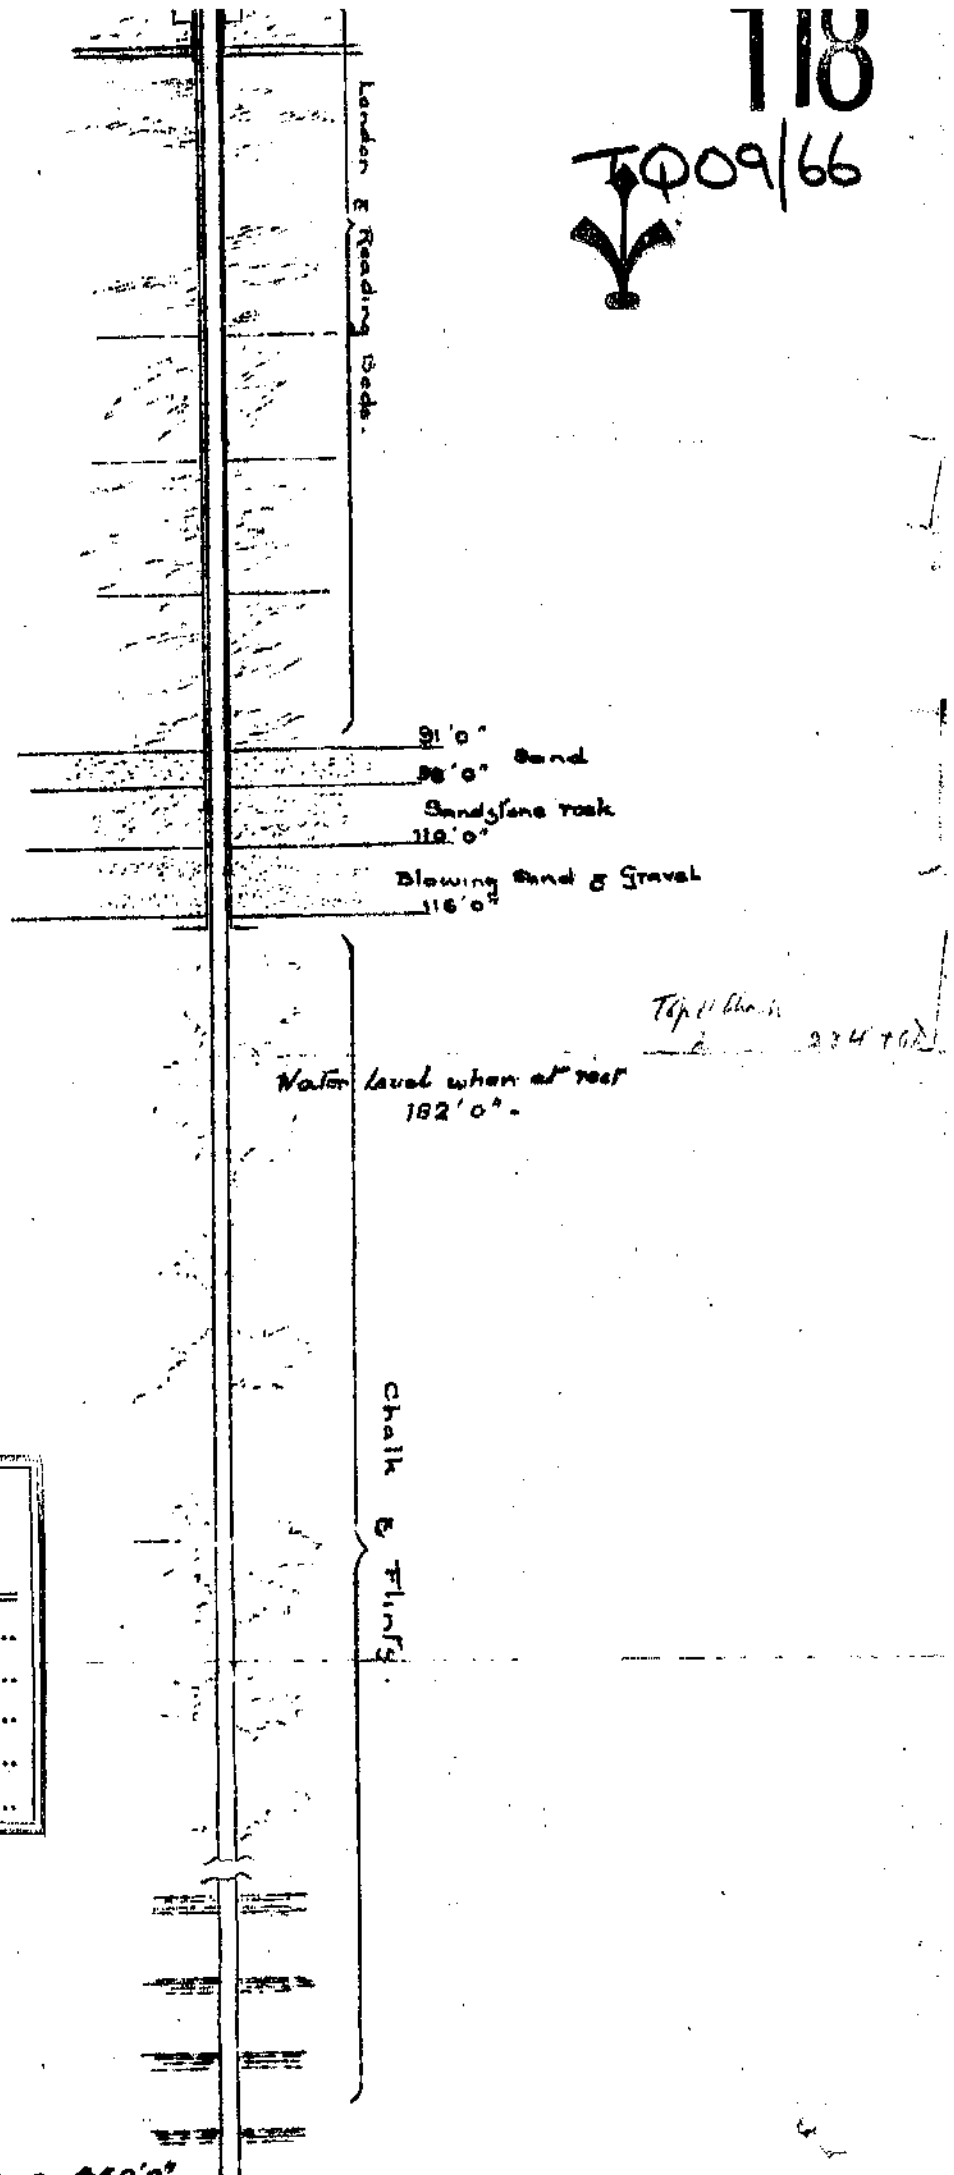 118
TQ09/66
London & Reading Beds.
91'0"
Sand
98'0"
Sandstone rock
110'0"
Blowing Sand & Gravel
116'0"
Top
Water Level when at rest
182'0".
Chalk & Flints.